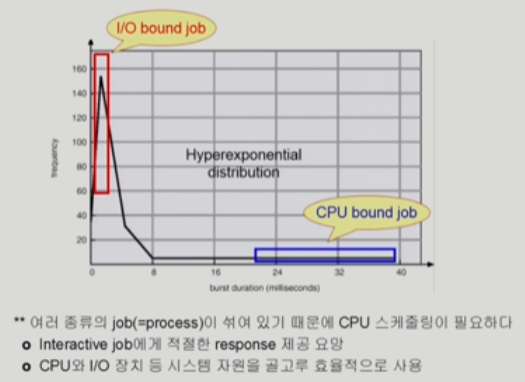 I/O bound job
160
140
120
100
80
60
40
20
frequency
Hyperexponential
distribution
CPU bound job
0
8
16
24
32
40
burst duration (milliseconds)
** 여러 종류의 job(=process)이 섞여 있기 때문에 CPU 스케줄링이 필요하다
Interactive job에게 적절한 response 제공 요망
CPU와 I/O 장치 등 시스템 자원을 골고루 효율적으로 사용